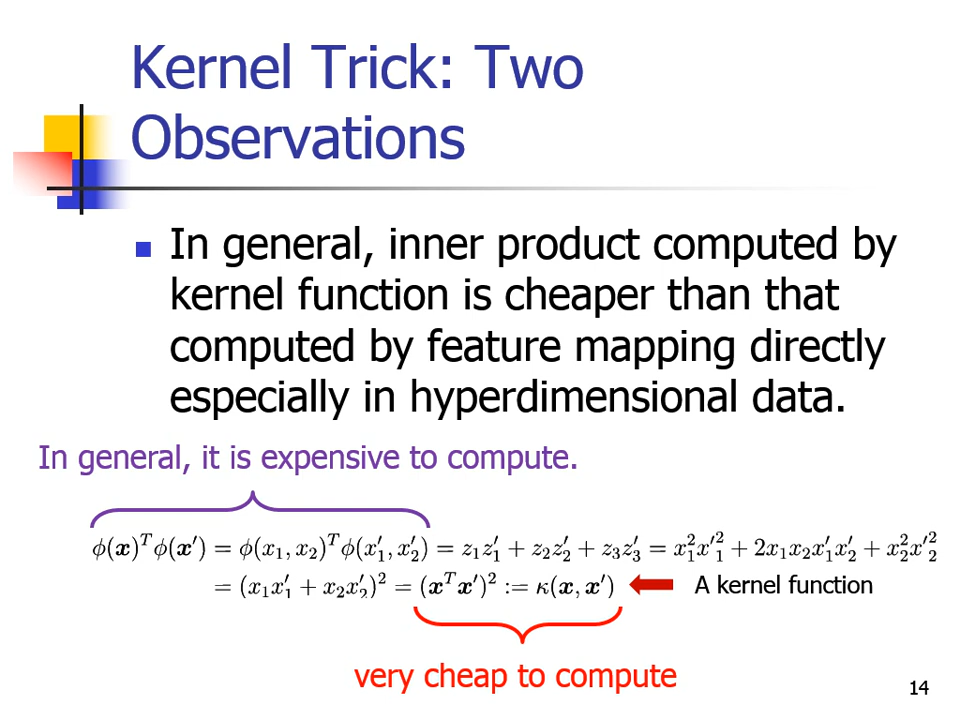 Kernel Trick: Two
Observations
In general, inner product computed by
kernel function is cheaper than that
computed by feature mapping directly
especially in hyperdimensional data.
In general, it is expensive to compute.
ϕ(𝒙)ᵀϕ(𝒙′) = ϕ(x₁, x₂)ᵀϕ(x′₁, x′₂) = z₁z′₁ + z₂z′₂ + z₃z′₃ = x₁²x′₁² + 2x₁x₂x′₁x′₂ + x₂²x′₂²
= (x₁x′₁ + x₂x′₂)² = (𝒙ᵀ𝒙′)² := κ(𝒙, 𝒙′) A kernel function
very cheap to compute
14